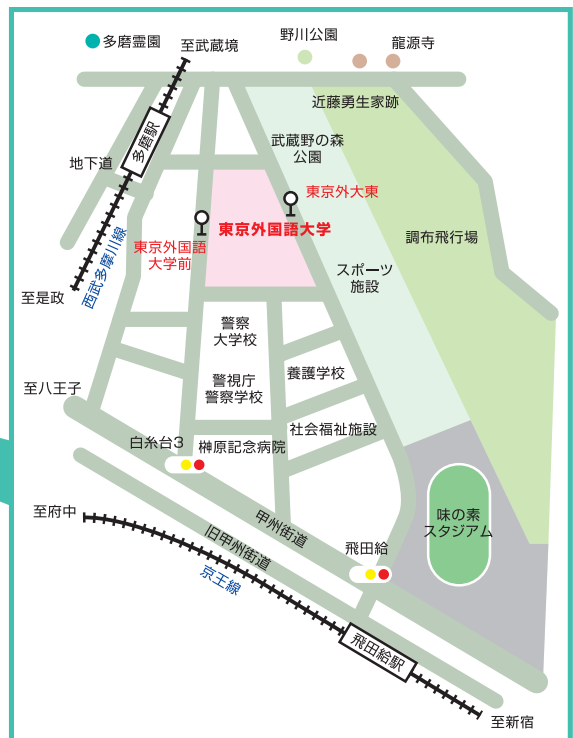 多磨霊園
至武蔵境
野川公園
龍源寺
近藤勇生家跡
多磨駅
武蔵野の森
公園
地下道
東京外大東
東京外国語大学
東京外国語
大学前
調布飛行場
西武多摩川線
スポーツ
施設
至是政
警察
大学校
警視庁
警察学校
養護学校
至八王子
社会福祉施設
白糸台3
榊原記念病院
至府中
甲州街道
味の素
スタジアム
旧甲州街道
飛田給
京王線
飛田給駅
至新宿